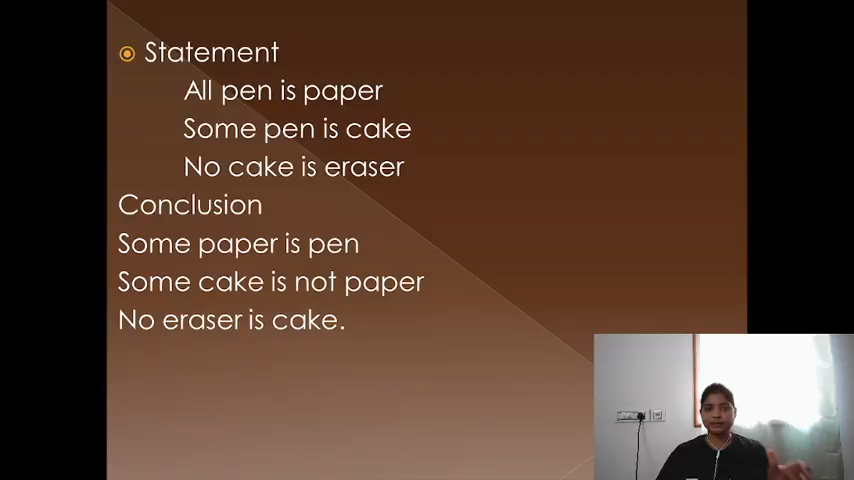 Statement
All pen is paper
Some pen is cake
No cake is eraser
Conclusion
Some paper is pen
Some cake is not paper
No eraser is cake.